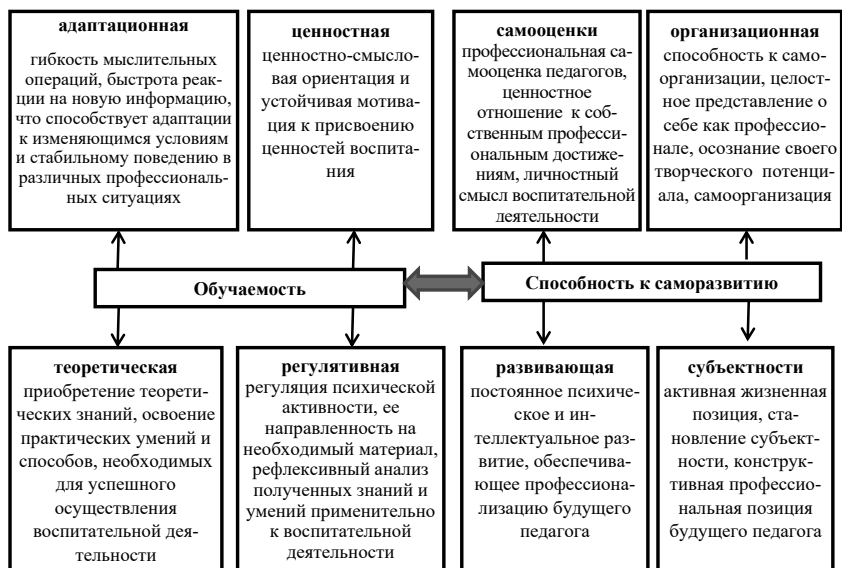 адаптационная
гибкость мыслительных
операций, быстрота реак-
ции на новую информацию,
что способствует адаптации
к изменяющимся условиям
и стабильному поведению в
различных профессиональ-
ных ситуациях
ценностная
ценностно-смысло-
вая ориентация и
устойчивая мотива-
ция к присвоению
ценностей воспита-
ния
самооценки
профессиональная са-
мооценка педагогов,
ценностное
отношение к соб-
ственным професси-
ональным достиже-
ниям, личностный
смысл воспитательной
деятельности
организационная
способность к само-
организации, целост-
ное представление о
себе как профессио-
нале, осознание своего
творческого потенци-
ала, самоорганизация
Обучаемость
Способность к саморазвитию
теоретическая
приобретение теорети-
ческих знаний, освоение
практических умений и
способов, необходимых
для успешного
осуществления
воспитательной дея-
тельности
регулятивная
регуляция психической
активности, ее
направленность на
необходимый материал,
рефлексивный анализ
полученных знаний и
умений применительно
к воспитательной
деятельности
развивающая
постоянное психиче-
ское и ин-
теллектуальное раз-
витие, обеспечива-
ющее профессиона-
лизацию будущего
педагога
субъектности
активная жизненная
позиция, ста-
новление субъект-
ности, конструк-
тивная професси-
ональная позиция
будущего педагога